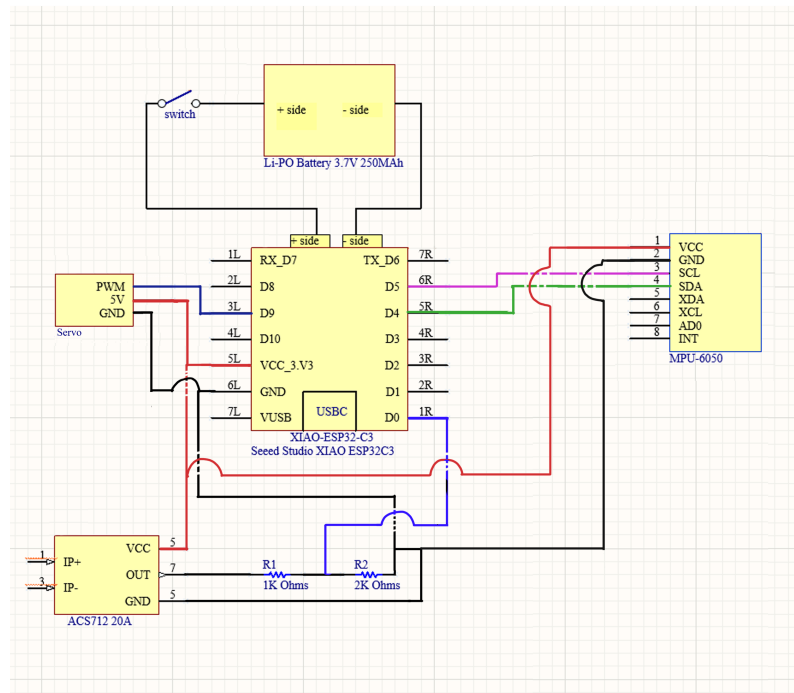 + side
- side
switch
Li-PO Battery 3.7V 250MAh
+ side
- side
1L
RX_D7
TX_D6
7R
2L
D8
D5
6R
3L
D9
D4
5R
4L
D10
D3
4R
5L
VCC_3.V3
D2
3R
6L
GND
D1
2R
7L
VUSB
USBC
D0
1R
XIAO-ESP32-C3
Seeed Studio XIAO ESP32C3
PWM
5V
GND
Servo
1
VCC
2
GND
3
SCL
4
SDA
5
XDA
6
XCL
7
AD0
8
INT
MPU-6050
VCC
5
1
IP+
OUT
7
3
IP-
GND
5
ACS712 20A
R1
1K Ohms
R2
2K Ohms